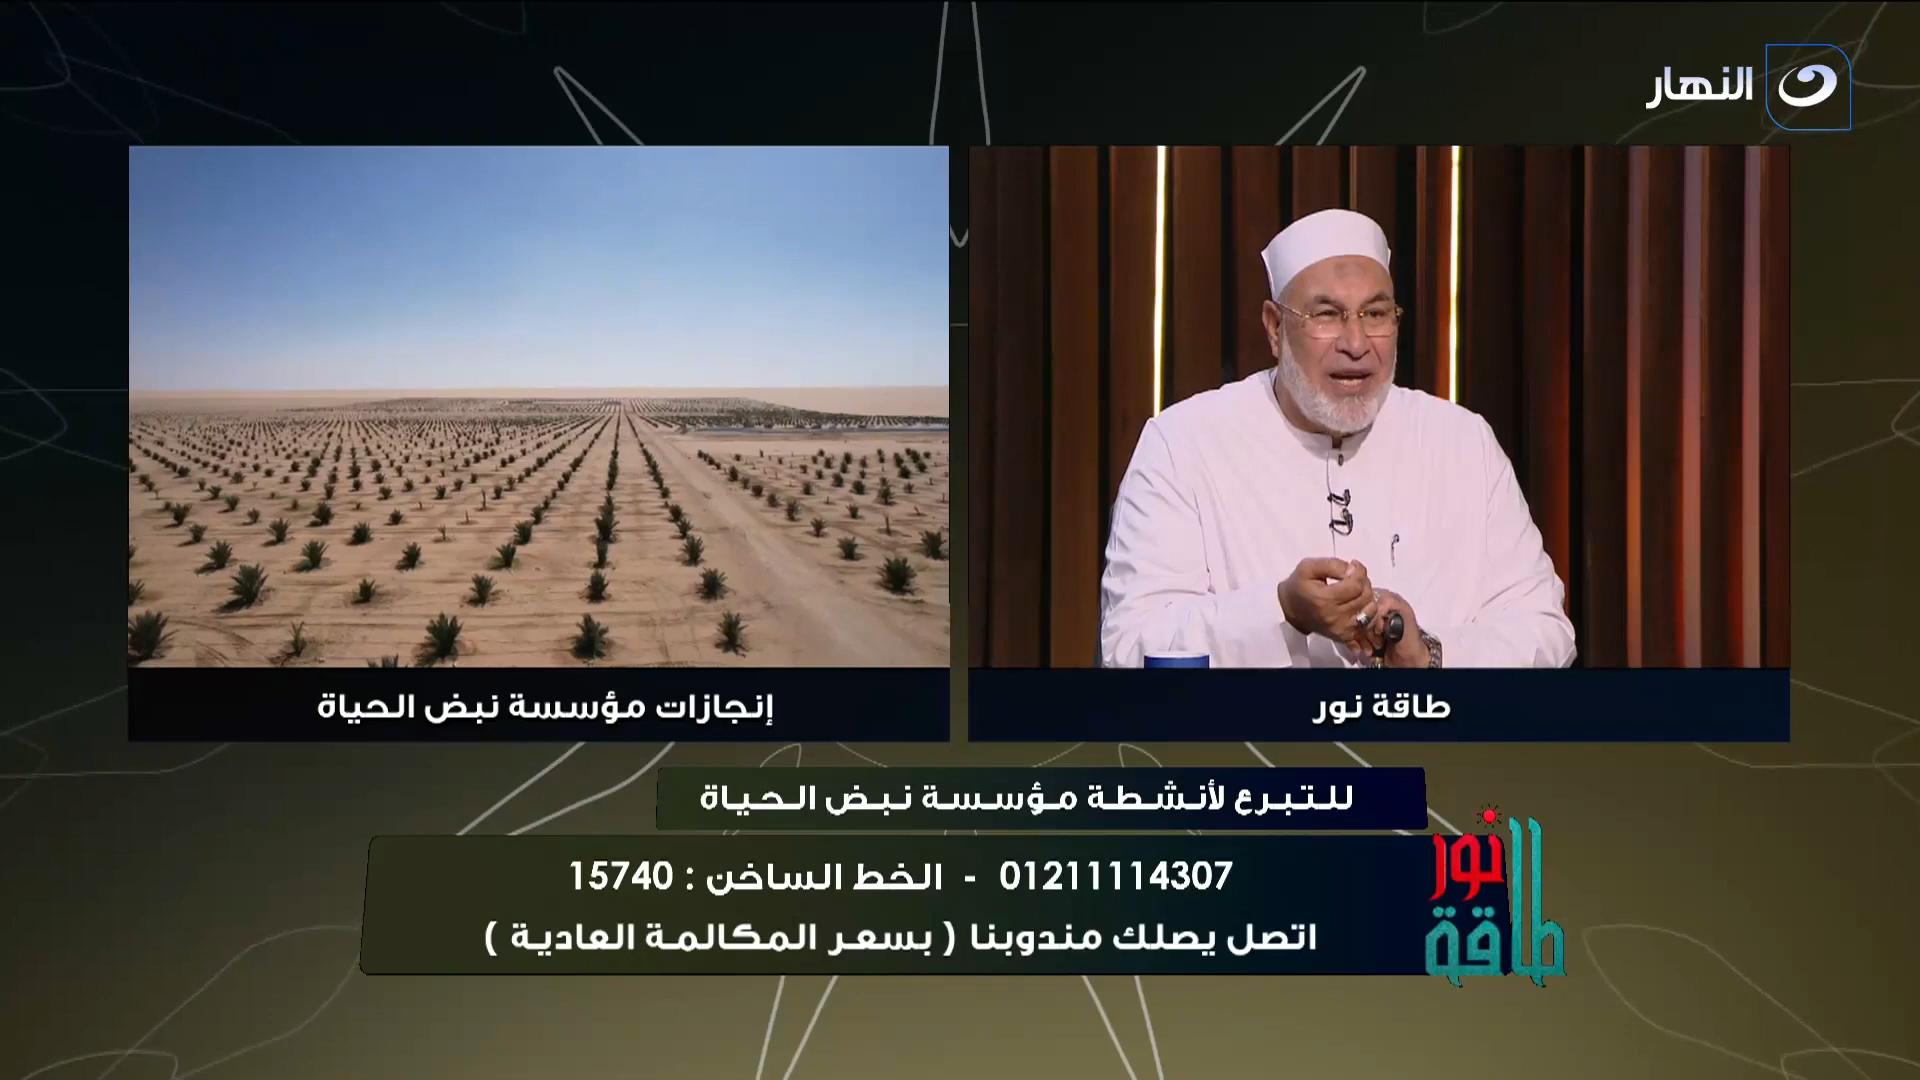 النهار
طاقة نور
إنجازات مؤسسة نبض الحياة
للتبرع لأنشطة مؤسسة نبض الحياة
01211114307 - الخط الساخن : 15740
اتصل يصلك مندوبنا ( بسعر المكالمة العادية )
طاقة نور